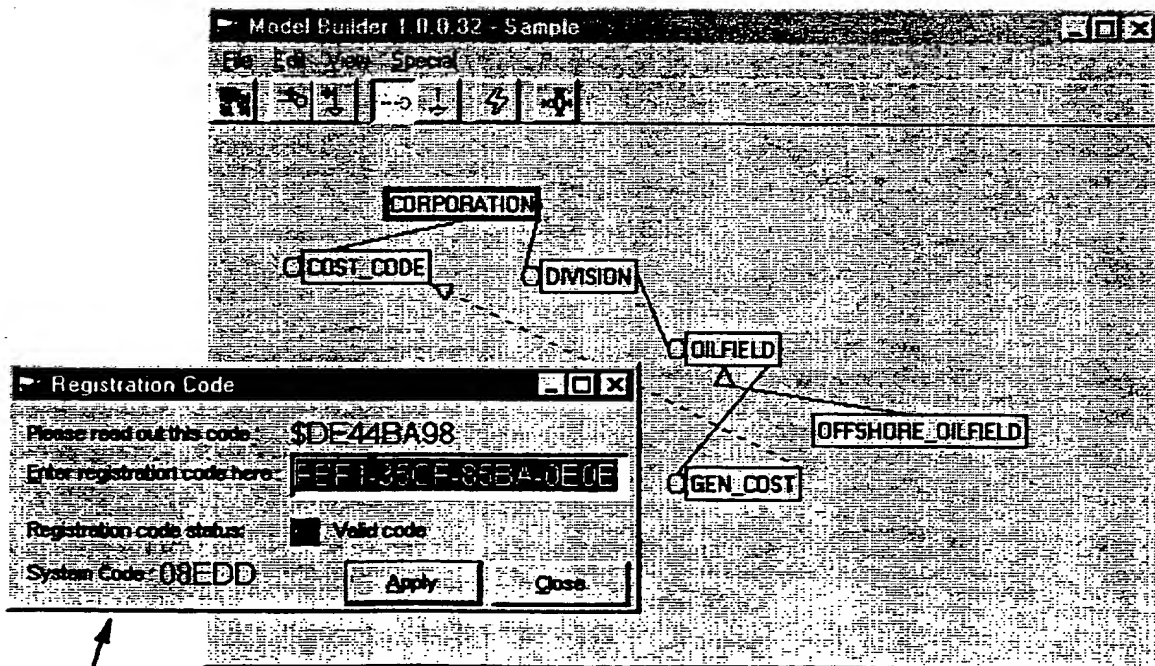 Model Builder 1.0.0.32 - Sample
File Edit View Special
CORPORATION
COST_CODE
DIVISION
OILFIELD
OFFSHORE_OILFIELD
GEN_COST
Registration Code
Please read out this code: $DE44BA98
Enter registration code here:
Registration code status: Valid code
System Code: 08EDD
Apply Close